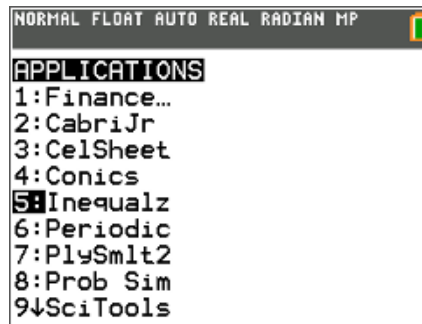 NORMAL FLOAT AUTO REAL RADIAN MP
APPLICATIONS
1:Finance…
2:CabriJr
3:CelSheet
4:Conics
5:Inequalz
6:Periodic
7:PlySmlt2
8:Prob Sim
9↓SciTools